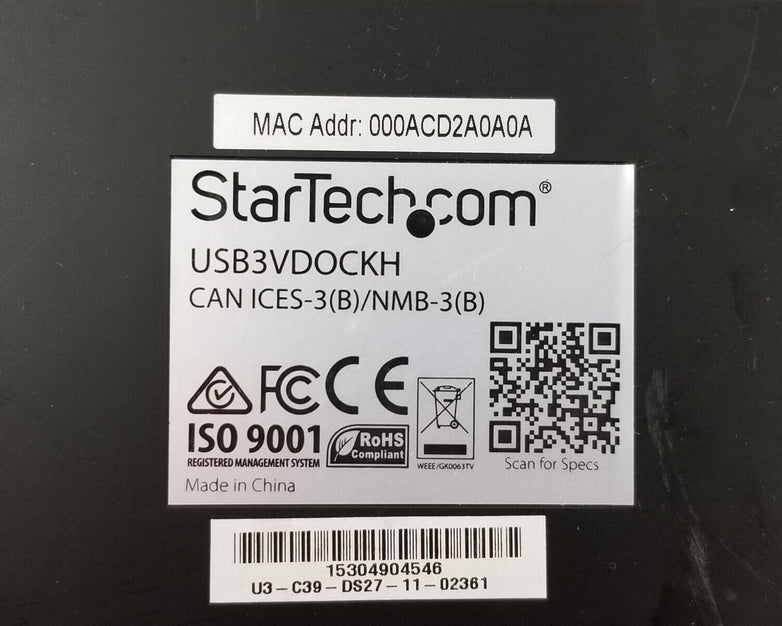 MAC Addr: 000ACD2A0A0A
StarTech.com®
USB3VDOCKH
CAN ICES-3(B)/NMB-3(B)
FC CE
ISO 9001
REGISTERED MANAGEMENT SYSTEM
RoHS
Compliant
WEEE/GK0063TV
Scan for Specs
Made in China
15304904546
U3-C39-DS27-11-02361